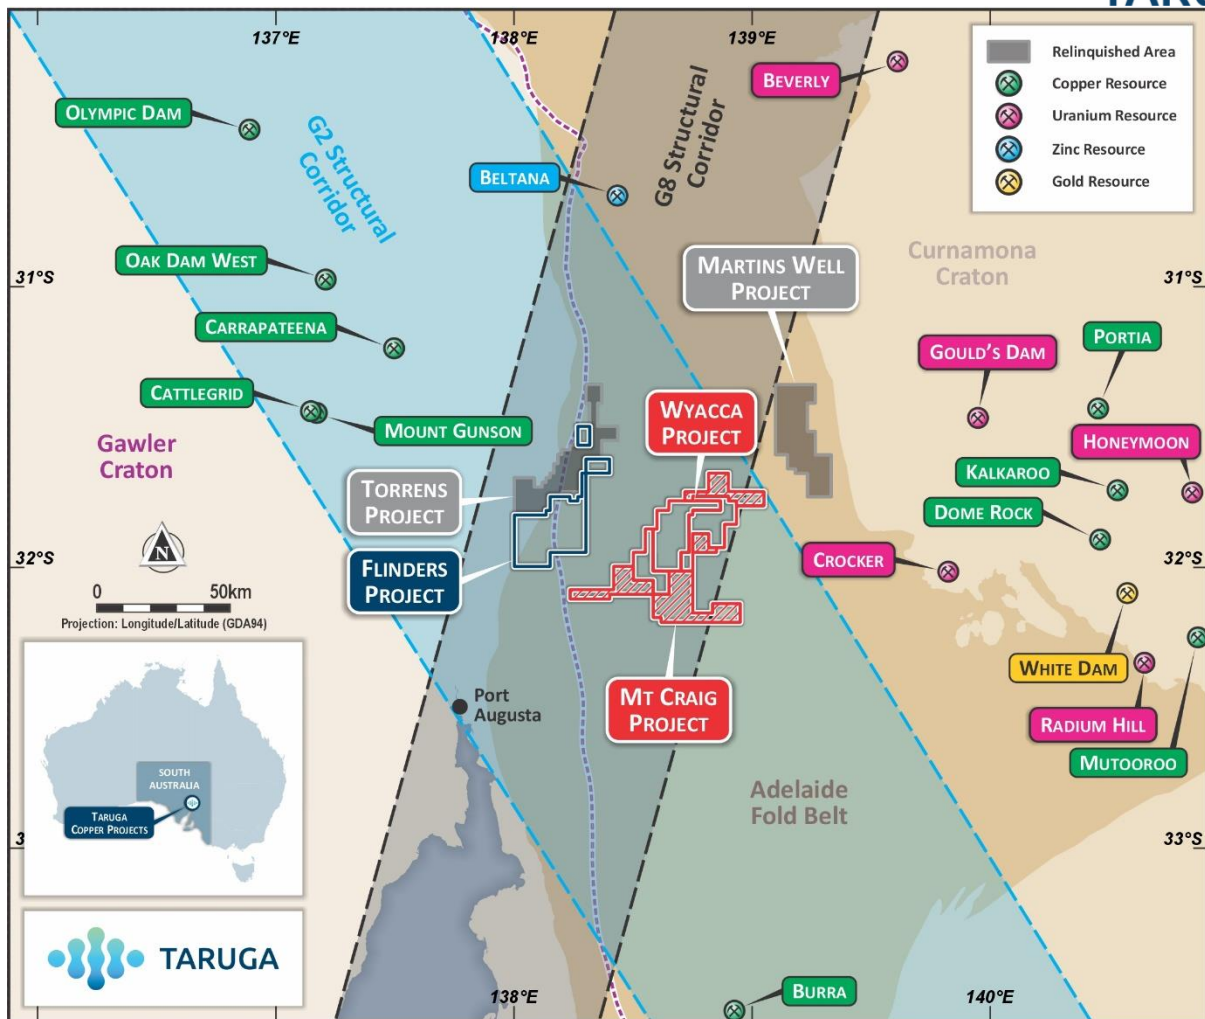 TARU
137°E
138°E
139°E
Relinquished Area
Copper Resource
Uranium Resource
Zinc Resource
Gold Resource
BEVERLY
OLYMPIC DAM
G2 Structural
Corridor
BELTANA
G8 Structural
Corridor
OAK DAM WEST
31°S
MARTINS WELL
PROJECT
Curnamona
Craton
31°S
CARRAPATEENA
GOULD'S DAM
PORTIA
CATTLEGRID
MOUNT GUNSON
WYACCA
PROJECT
HONEYMOON
Gawler
Craton
KALKAROO
TORRENS
PROJECT
DOME ROCK
N
FLINDERS
PROJECT
CROCKER
32°S
0 50km
Projection: Longitude/Latitude (GDA94)
WHITE DAM
Port
Augusta
MT CRAIG
PROJECT
RADIUM HILL
MUTOOROO
SOUTH
AUSTRALIA
TARUGA
COPPER PROJECTS
Adelaide
Fold Belt
3
33°S
TARUGA
138°E
BURRA
140°E